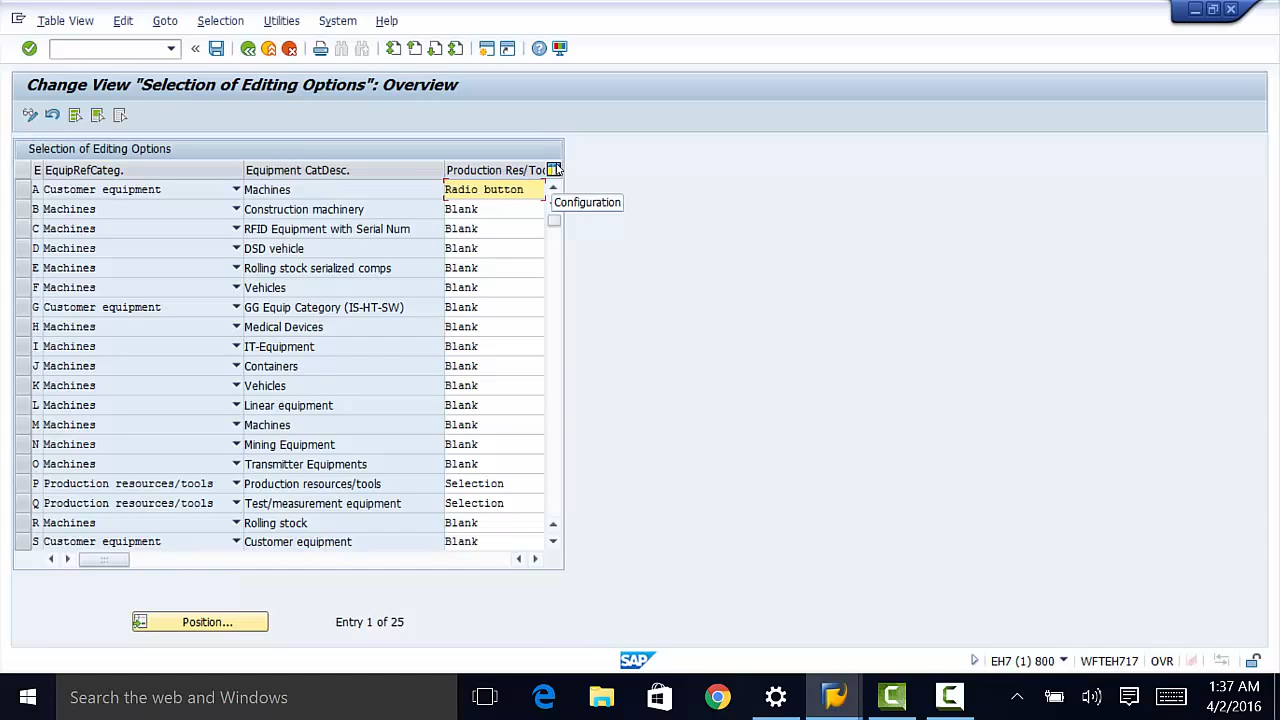 Table View Edit Goto Selection Utilities System Help
Change View "Selection of Editing Options": Overview
Selection of Editing Options
E EquipRefCateg. Equipment CatDesc. Production Res/Too
A Customer equipment Machines Radio button
Configuration
B Machines Construction machinery Blank
C Machines RFID Equipment with Serial Num Blank
D Machines DSD vehicle Blank
E Machines Rolling stock serialized comps Blank
F Machines Vehicles Blank
G Customer equipment GG Equip Category (IS-HT-SW) Blank
H Machines Medical Devices Blank
I Machines IT-Equipment Blank
J Machines Containers Blank
K Machines Vehicles Blank
L Machines Linear equipment Blank
M Machines Machines Blank
N Machines Mining Equipment Blank
O Machines Transmitter Equipments Blank
P Production resources/tools Production resources/tools Selection
Q Production resources/tools Test/measurement equipment Selection
R Machines Rolling stock Blank
S Customer equipment Customer equipment Blank
Position... Entry 1 of 25
SAP EH7 (1) 800 WFTEH717 OVR
Search the web and Windows
1:37 AM
4/2/2016